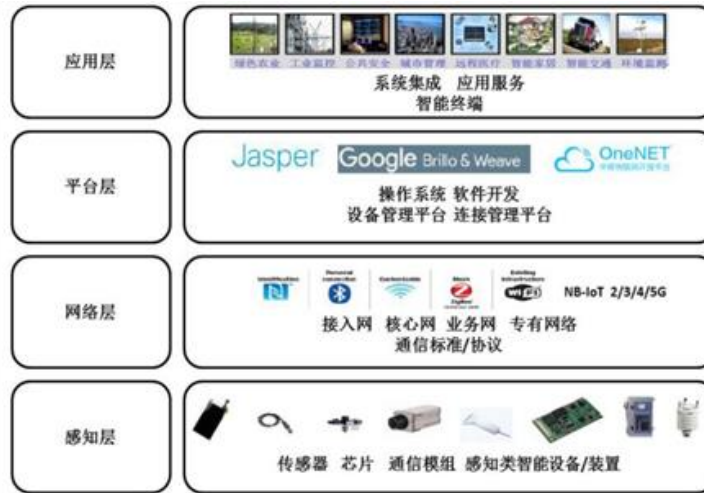 应用层
绿色农业 工业监控 公共安全 城市管理 远程医疗 智能家居 智能交通 环境监测
系统集成 应用服务
智能终端
平台层
Jasper Google Brillo & Weave OneNET
操作系统 软件开发
设备管理平台 连接管理平台
网络层
ZigBee WiFi NB-IoT 2/3/4/5G
接入网 核心网 业务网 专有网络
通信标准/协议
感知层
传感器 芯片 通信模组 感知类智能设备/装置